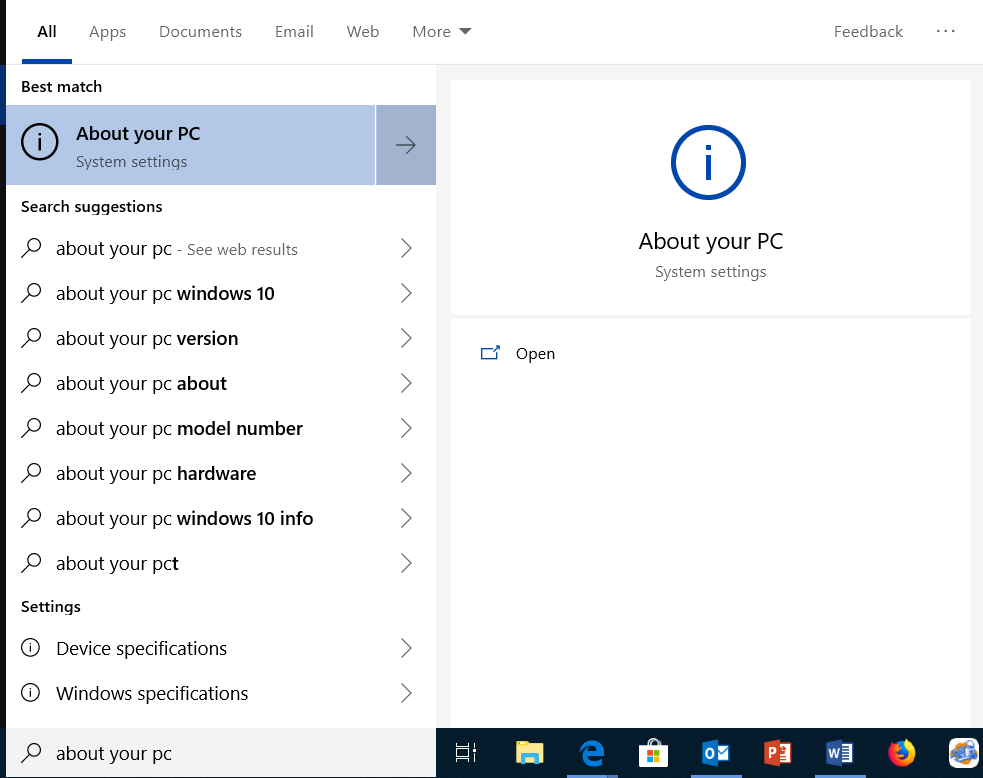 All Apps Documents Email Web More Feedback ...
Best match
About your PC
System settings
Search suggestions
about your pc - See web results
about your pc windows 10
about your pc version
about your pc about
about your pc model number
about your pc hardware
about your pc windows 10 info
about your pct
Settings
Device specifications
Windows specifications
about your pc
About your PC
System settings
Open